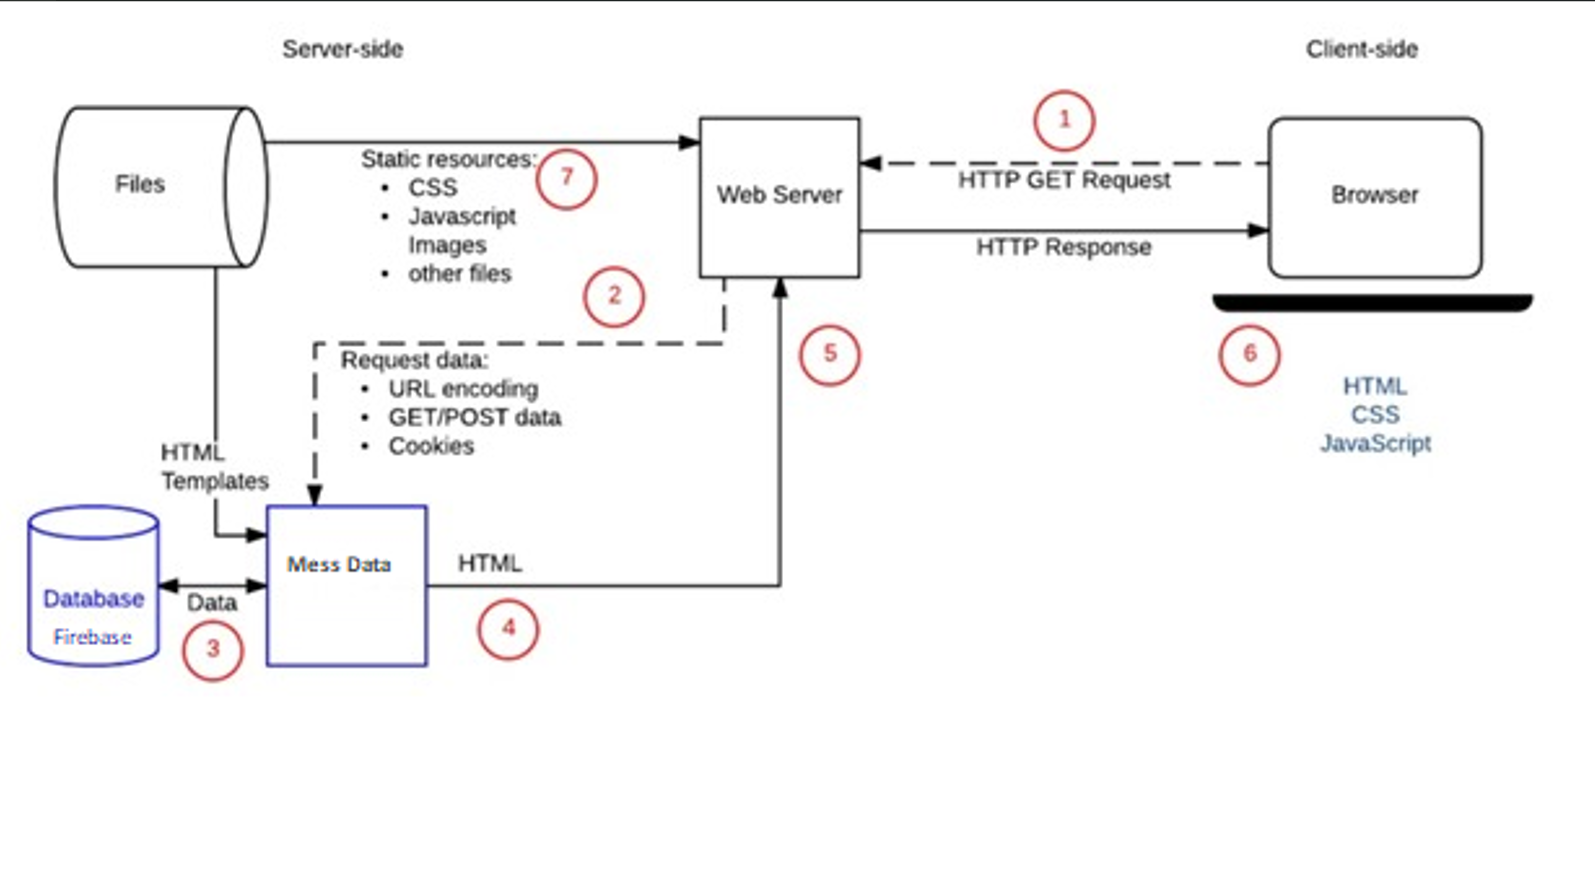 Server-side
Client-side
Files
Static resources:
• CSS
• Javascript
Images
• other files
7
Web Server
1
HTTP GET Request
HTTP Response
Browser
2
Request data:
• URL encoding
• GET/POST data
• Cookies
5
6
HTML
CSS
JavaScript
HTML
Templates
Database
Firebase
Data
3
Mess Data
HTML
4